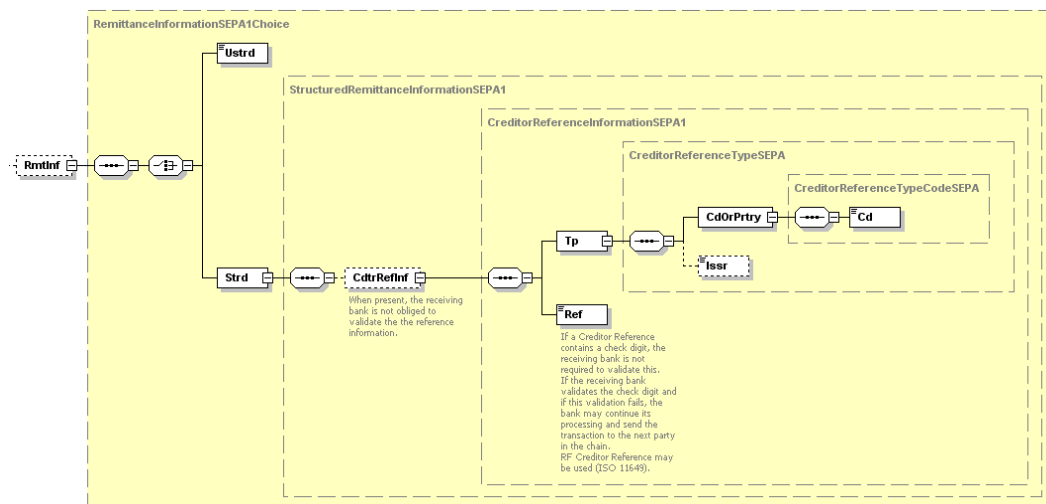 RemittanceInformationSEPA1Choice
Ustrd
StructuredRemittanceInformationSEPA1
CreditorReferenceInformationSEPA1
CreditorReferenceTypeSEPA
CreditorReferenceTypeCodeSEPA
RmtInf
CdOrPrtry
Cd
Tp
Issr
Strd
CdtrRefInf
When present, the receiving
bank is not obliged to
validate the the reference
information.
Ref
If a Creditor Reference
contains a check digit, the
receiving bank is not
required to validate this.
If the receiving bank
validates the check digit and
if this validation fails, the
bank may continue its
processing and send the
transaction to the next party
in the chain.
RF Creditor Reference may
be used (ISO 11649).